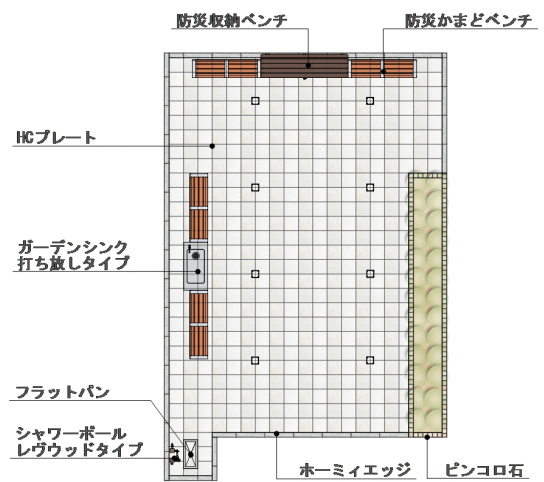 防災収納ベンチ
防災かまどベンチ
HCプレート
ガーデンシンク
打ち放しタイプ
フラットパン
シャワーポール
レヴウッドタイプ
ホーミィエッジ
ピンコロ石